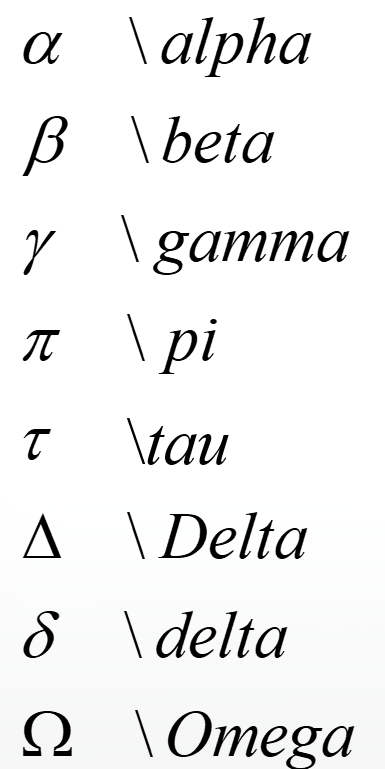 α \ alpha
β \ beta
γ \ gamma
π \ pi
τ \tau
Δ \ Delta
δ \ delta
Ω \ Omega